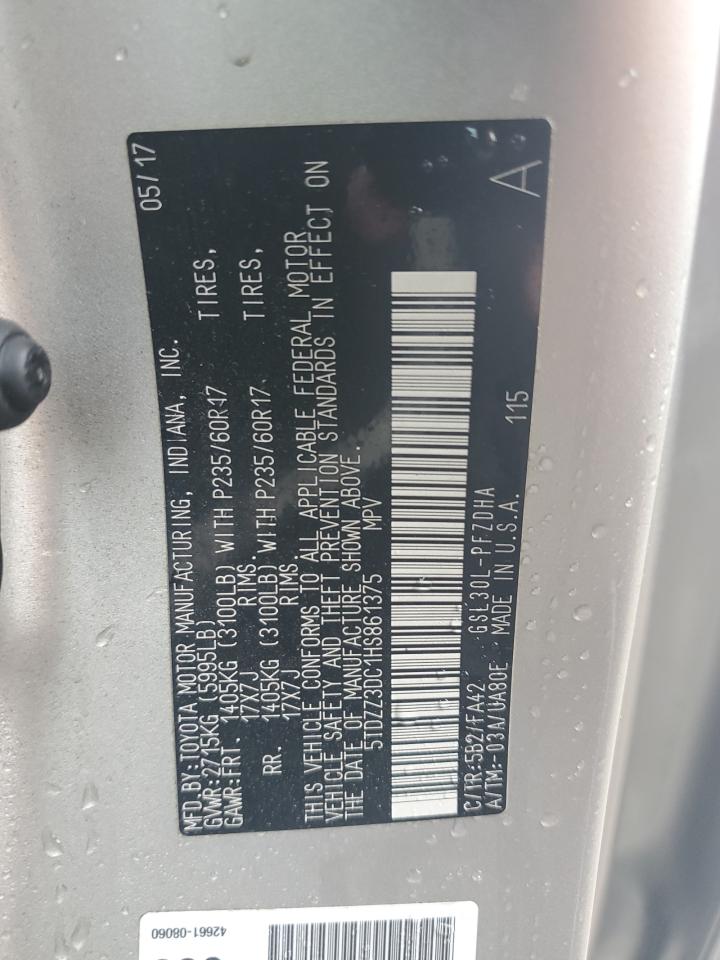 MFD.BY:TOYOTA MOTOR MANUFACTURING, INDIANA, INC. 05/17
GVWR:2715KG (5995LB)
GAWR:FRT. 1405KG (3100LB) WITH P235/60R17 TIRES,
17X7J RIMS.
RR. 1405KG (3100LB) WITH P235/60R17 TIRES,
17X7J RIMS
THIS VEHICLE CONFORMS TO ALL APPLICABLE FEDERAL MOTOR
VEHICLE SAFETY AND THEFT PREVENTION STANDARDS IN EFFECT ON
THE DATE OF MANUFACTURE SHOWN ABOVE.
5TDZZ3DC1HS861375 MPV
C/TR:5B2/FA42 GSL30L-PFZDHA 115 A
A/TM:-03A/UA80E MADE IN U.S.A.
42661-08060